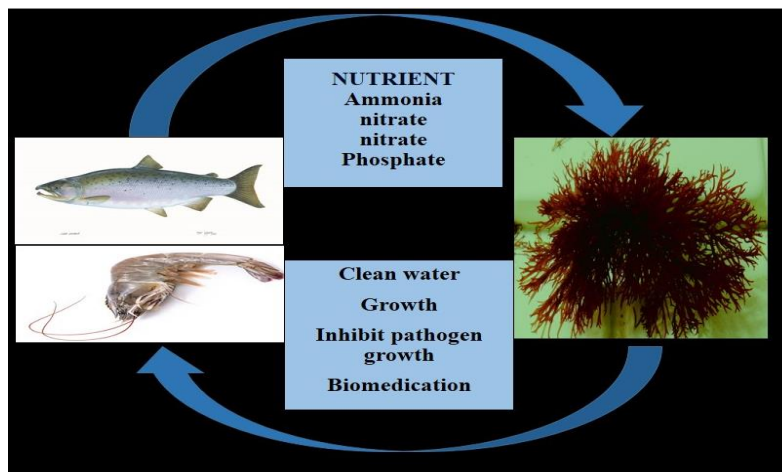 NUTRIENT
Ammonia
nitrate
nitrate
Phosphate
Clean water
Growth
Inhibit pathogen
growth
Biomedication